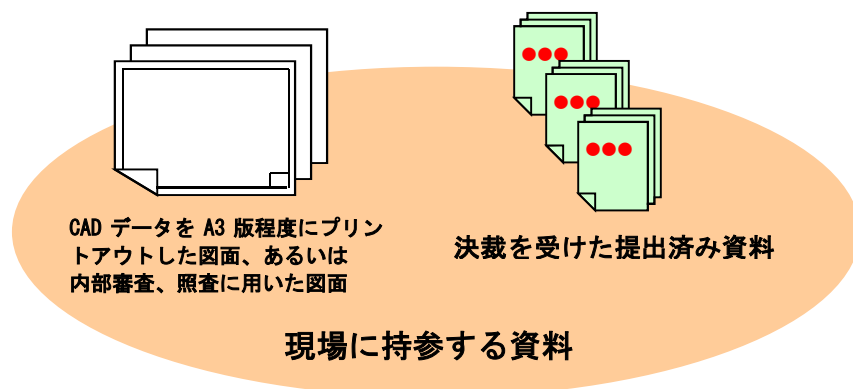 CAD データを A3 版程度にプリン
トアウトした図面、あるいは
内部審査、照査に用いた図面
決裁を受けた提出済み資料
現場に持参する資料